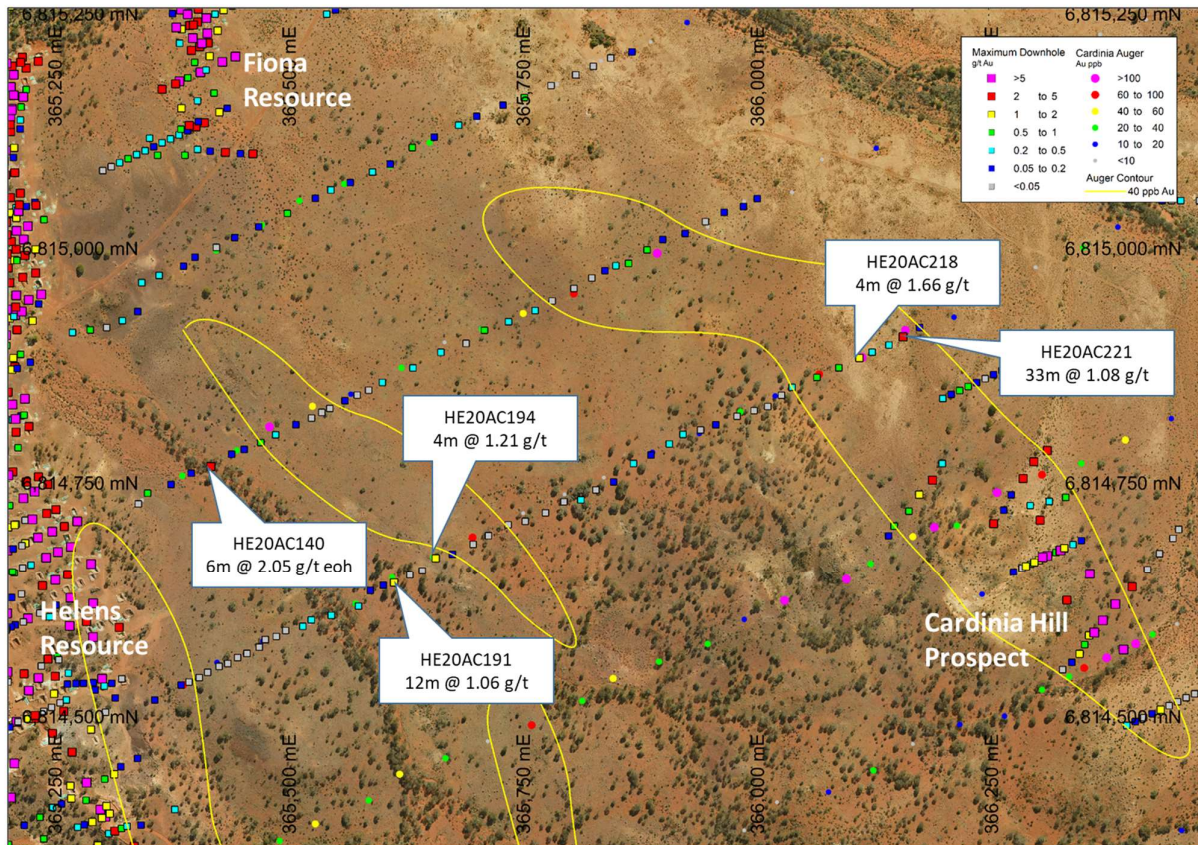 6,815,250 mN
6,815,250 mN
365,250 mE
365,500 mE
365,750 mE
366,000 mE
366,250 mE
Fiona
Resource
Maximum Downhole
g/t Au
>5
2 to 5
1 to 2
0.5 to 1
0.2 to 0.5
0.05 to 0.2
<0.05
Cardinia Auger
Au ppb
>100
60 to 100
40 to 60
20 to 40
10 to 20
<10
Auger Contour
40 ppb Au
6,815,000 mN
6,815,000 mN
HE20AC218
4m @ 1.66 g/t
HE20AC221
33m @ 1.08 g/t
HE20AC194
4m @ 1.21 g/t
6,814,750 mN
6,814,750 mN
HE20AC140
6m @ 2.05 g/t eoh
Helens
Resource
Cardinia Hill
Prospect
HE20AC191
12m @ 1.06 g/t
6,814,500 mN
6,814,500 mN
365,250 mE
365,500 mE
365,750 mE
366,000 mE
366,250 mE